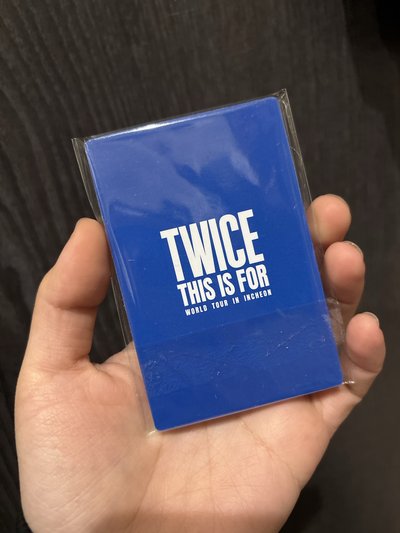 TWICE
THIS IS FOR
WORLD TOUR IN INCHEON